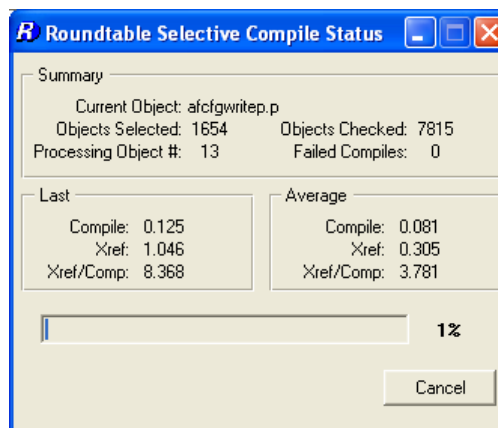 Roundtable Selective Compile Status
Summary
Current Object: afcfgwritep.p
Objects Selected: 1654 Objects Checked: 7815
Processing Object #: 13 Failed Compiles: 0
Last
Compile: 0.125
Xref: 1.046
Xref/Comp: 8.368
Average
Compile: 0.081
Xref: 0.305
Xref/Comp: 3.781
1%
Cancel